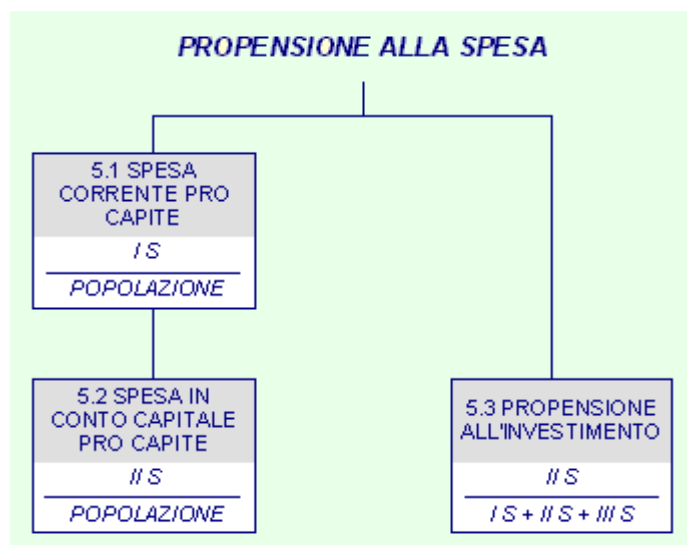 PROPENSIONE ALLA SPESA
5.1 SPESA
CORRENTE PRO
CAPITE
I S
POPOLAZIONE
5.2 SPESA IN
CONTO CAPITALE
PRO CAPITE
II S
POPOLAZIONE
5.3 PROPENSIONE
ALL'INVESTIMENTO
II S
I S + II S + III S